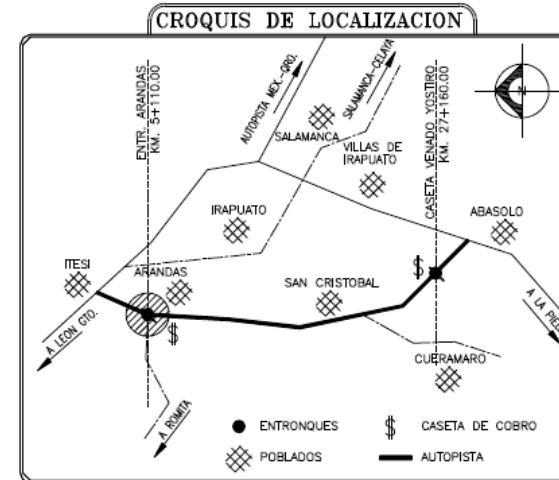 CROQUIS DE LOCALIZACION
ENTR. ARANDAS
KM. 5+110.00
AUTOPISTA MEX.-QRO.
SALAMANCA-CELAYA
CASETA VENADO YOSTIRO
KM. 27+160.00
N
SALAMANCA
VILLAS DE
IRAPUATO
IRAPUATO
ABASOLO
ITESI
ARANDAS
SAN CRISTOBAL
$
$
A LEON GTO.
A LA
CUERAMARO
A ROMITA
ENTRONQUES
$ CASETA DE COBRO
POBLADOS
AUTOPISTA